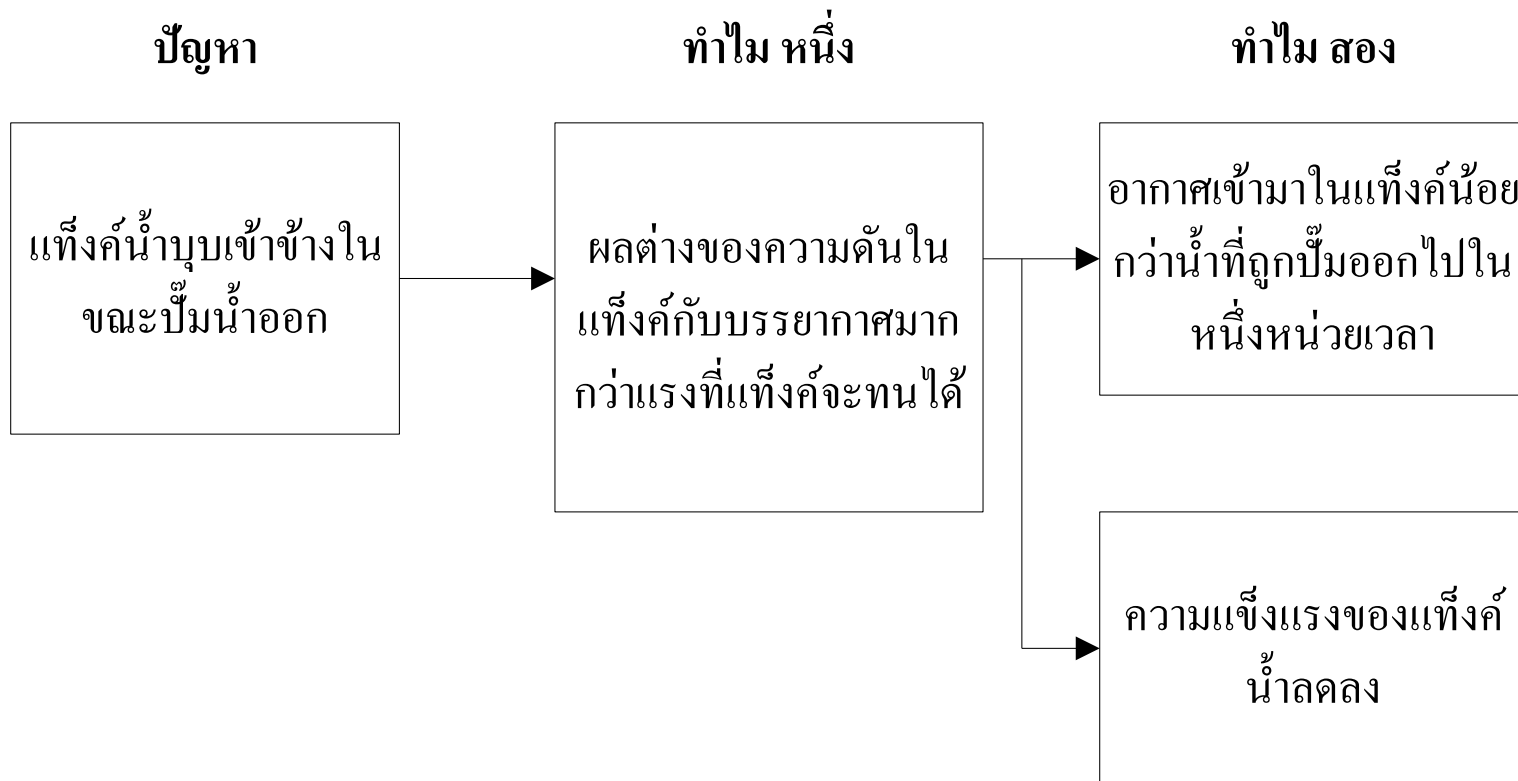 ปัญหา
ทำไม หนึ่ง
ทำไม สอง
แท็งค์น้ำบุบเข้าข้างใน
ขณะปั๊มน้ำออก
ผลต่างของความดันใน
แท็งค์กับบรรยากาศมาก
กว่าแรงที่แท็งค์จะทนได้
อากาศเข้ามาในแท็งค์น้อย
กว่าน้ำที่ถูกปั๊มออกไปใน
หนึ่งหน่วยเวลา
ความแข็งแรงของแท็งค์
น้ำลดลง